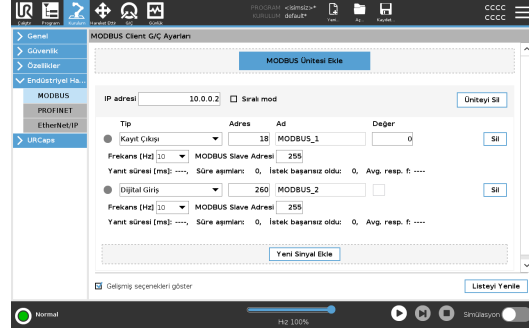 PROGRAM <isimsiz>*
KURULUM default*
Çalıştır Program Kurulum Hareket Ettir G/Ç Günlük Yeni... Aç... Kaydet...
CCCC
CCCC
Genel
Güvenlik
Özellikler
Endüstriyel Ha...
MODBUS
PROFINET
EtherNet/IP
URCaps
MODBUS Client G/Ç Ayarları
MODBUS Ünitesi Ekle
IP adresi 10.0.0.2 Sıralı mod Üniteyi Sil
Tip Adres Ad Değer
Kayıt Çıkışı 18 MODBUS_1 0 Sil
Frekans [Hz] 10 MODBUS Slave Adresi 255
Yanıt süresi [ms]: ----, Süre aşımları: 0, İstek başarısız oldu: 0, Avg. resp. f: ----
Dijital Giriş 260 MODBUS_2 Sil
Frekans [Hz] 10 MODBUS Slave Adresi 255
Yanıt süresi [ms]: ----, Süre aşımları: 0, İstek başarısız oldu: 0, Avg. resp. f: ----
Yeni Sinyal Ekle
Gelişmiş seçenekleri göster
Listeyi Yenile
Normal
Hız 100%
Simülasyon